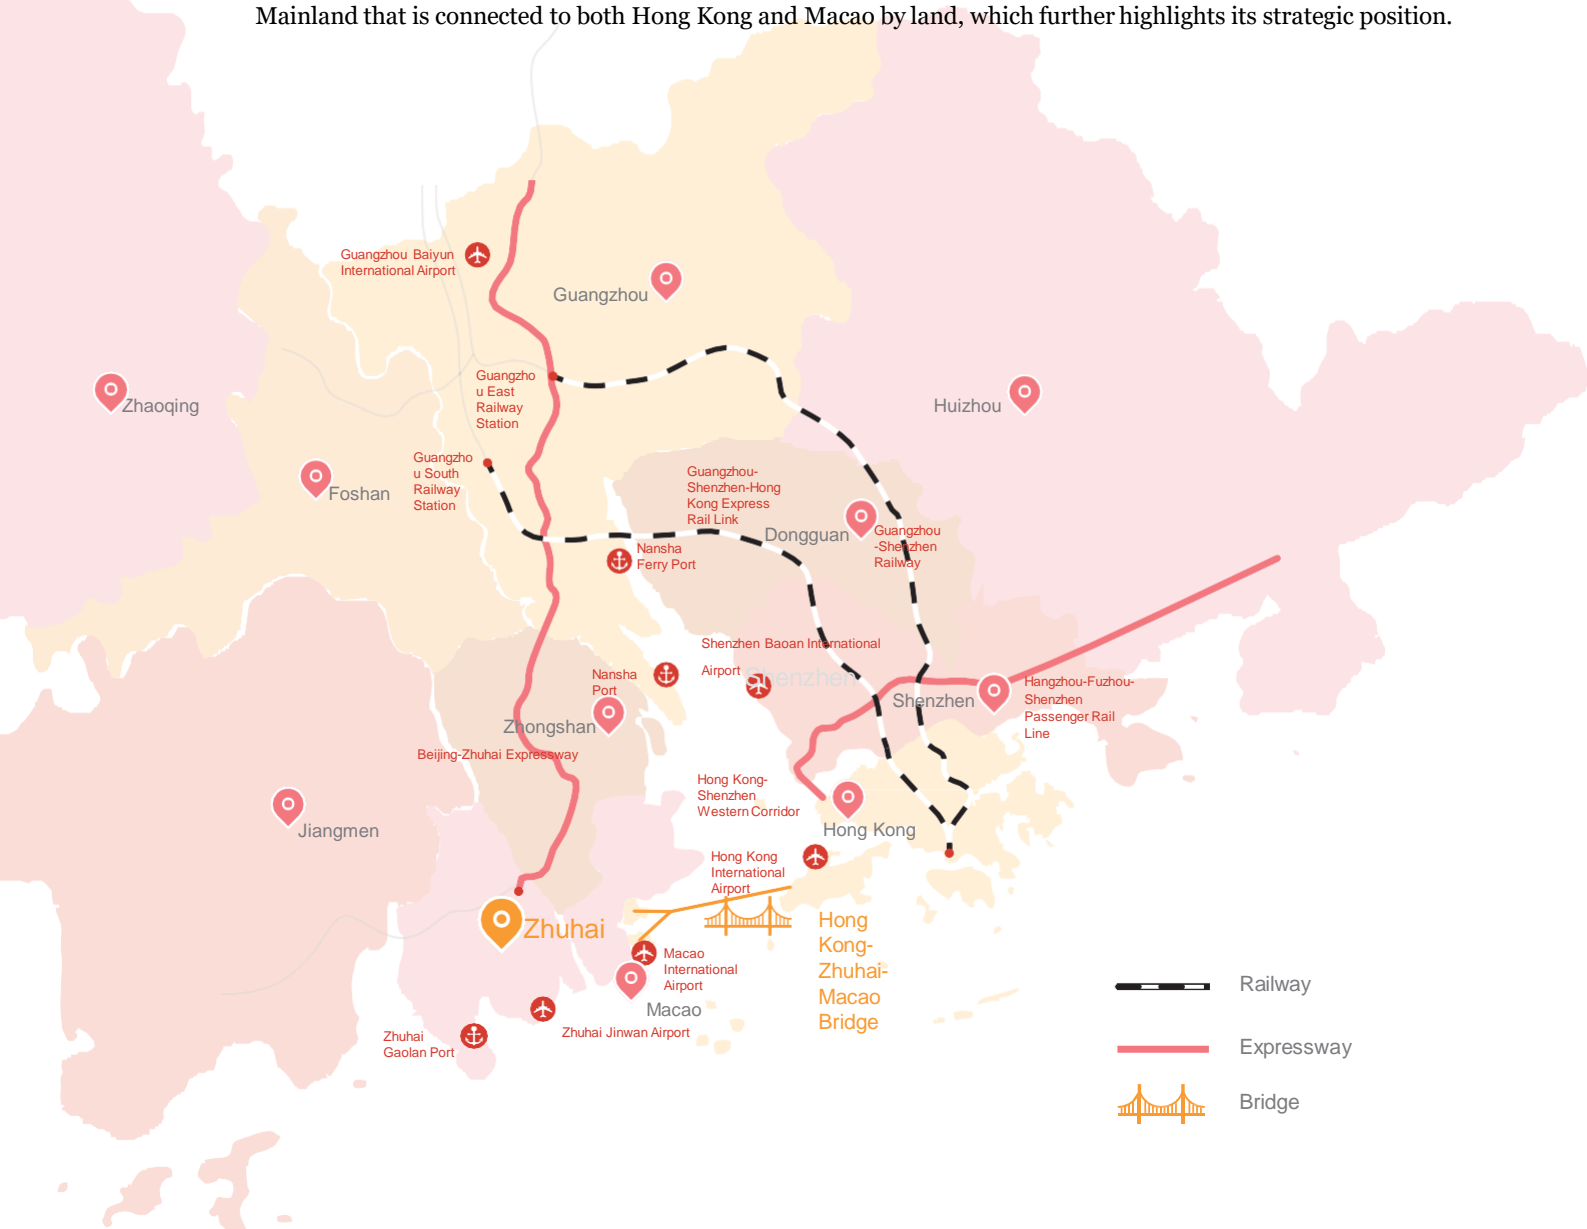 Mainland that is connected to both Hong Kong and Macao by land, which further highlights its strategic position.
Guangzhou Baiyun
International Airport
Guangzhou
Guangzho
u East
Railway
Station
Zhaoqing
Huizhou
Guangzho
u South
Railway
Station
Foshan
Guangzhou-
Shenzhen-Hong
Kong Express
Rail Link
Dongguan
Guangzhou
-Shenzhen
Railway
Nansha
Ferry Port
Shenzhen Baoan International
Airport
Shenzhen
Nansha
Port
Zhongshan
Shenzhen
Hangzhou-Fuzhou-
Shenzhen
Passenger Rail
Line
Beijing-Zhuhai Expressway
Hong Kong-
Shenzhen
Western Corridor
Jiangmen
Hong Kong
Hong Kong
International
Airport
Zhuhai
Hong
Kong-
Zhuhai-
Macao
Bridge
Macao
International
Airport
Macao
Zhuhai Jinwan Airport
Zhuhai
Gaolan Port
Railway
Expressway
Bridge